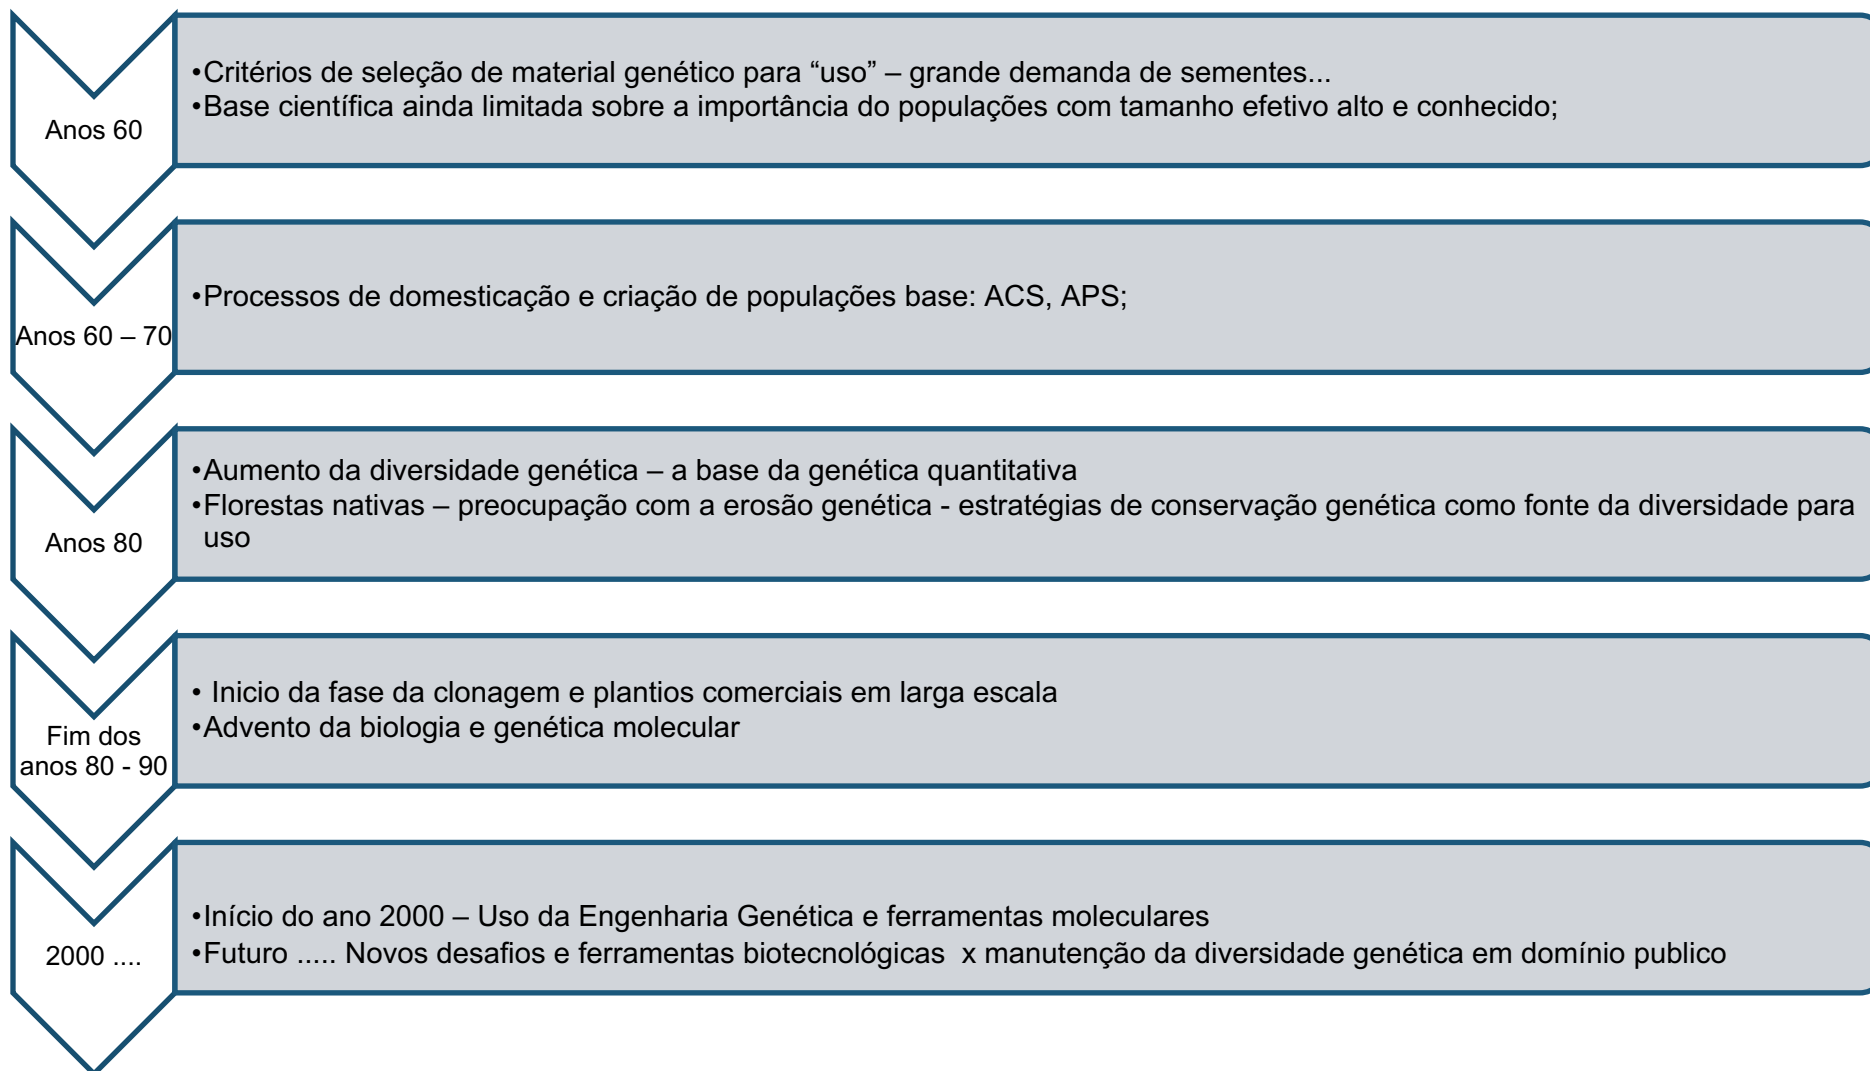 Anos 60
•Critérios de seleção de material genético para “uso” – grande demanda de sementes...
•Base científica ainda limitada sobre a importância do populações com tamanho efetivo alto e conhecido;
Anos 60 – 70
•Processos de domesticação e criação de populações base: ACS, APS;
Anos 80
•Aumento da diversidade genética – a base da genética quantitativa
•Florestas nativas – preocupação com a erosão genética - estratégias de conservação genética como fonte da diversidade para
uso
Fim dos
anos 80 - 90
• Inicio da fase da clonagem e plantios comerciais em larga escala
•Advento da biologia e genética molecular
2000 ....
•Início do ano 2000 – Uso da Engenharia Genética e ferramentas moleculares
•Futuro ..... Novos desafios e ferramentas biotecnológicas  x manutenção da diversidade genética em domínio publico